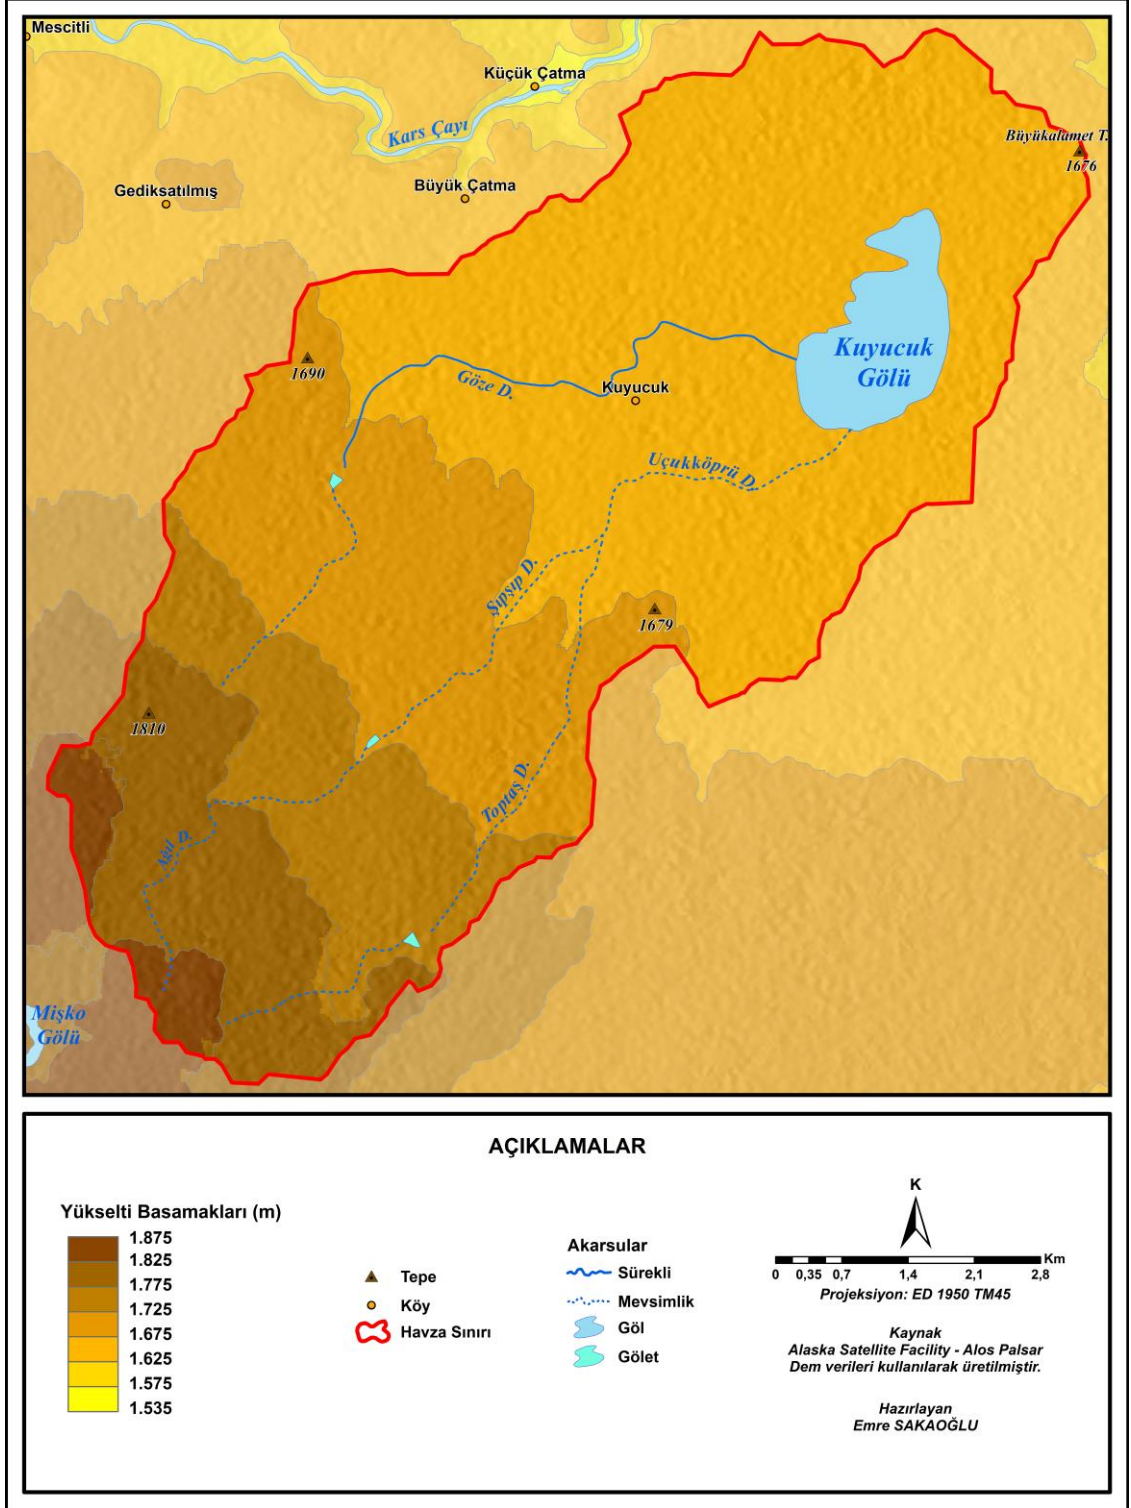 Mescitli
Küçük Çatma
Kars Çayı
Büyükalamet T.
1676
Gediksatılmış
Büyük Çatma
Kuyucuk
Gölü
1690
Göze D.
Kuyucuk
Uçukköprü D.
Şıpşıp D.
1679
1810
Toptaş D.
Ağıl D.
Mişko
Gölü
AÇIKLAMALAR
Yükselti Basamakları (m)
1.875
1.825
1.775
1.725
1.675
1.625
1.575
1.535
Tepe
Köy
Havza Sınırı
Akarsular
Sürekli
Mevsimlik
Göl
Gölet
K
Km
0 0,35 0,7 1,4 2,1 2,8
Projeksiyon: ED 1950 TM45
Kaynak
Alaska Satellite Facility - Alos Palsar
Dem verileri kullanılarak üretilmiştir.
Hazırlayan
Emre SAKAOĞLU